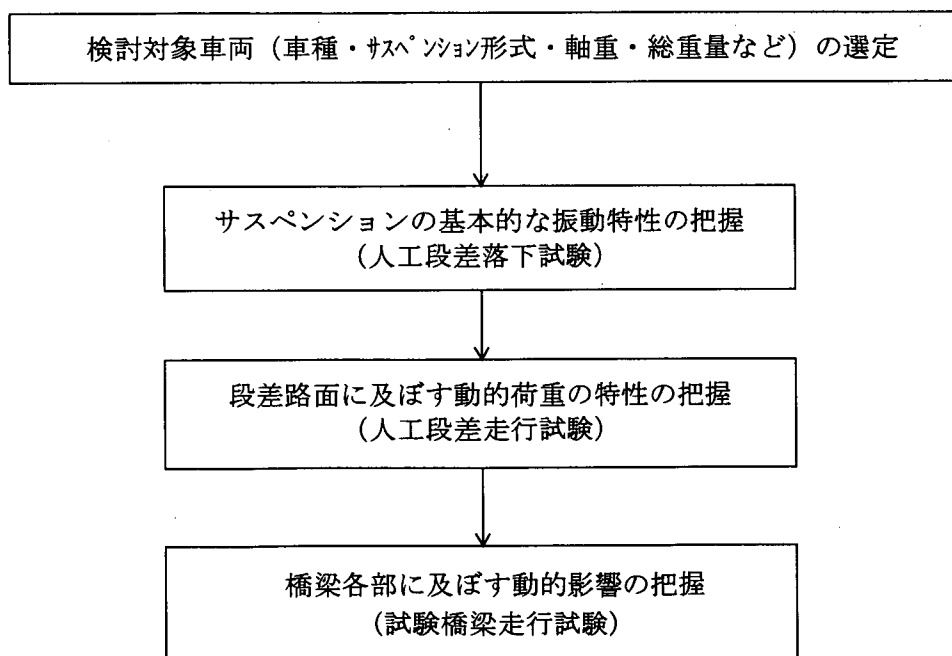 検討対象車両（車種・ｻｽﾍﾟﾝｼｮﾝ形式・軸重・総重量など）の選定
サスペンションの基本的な振動特性の把握
（人工段差落下試験）
段差路面に及ぼす動的荷重の特性の把握
（人工段差走行試験）
橋梁各部に及ぼす動的影響の把握
（試験橋梁走行試験）